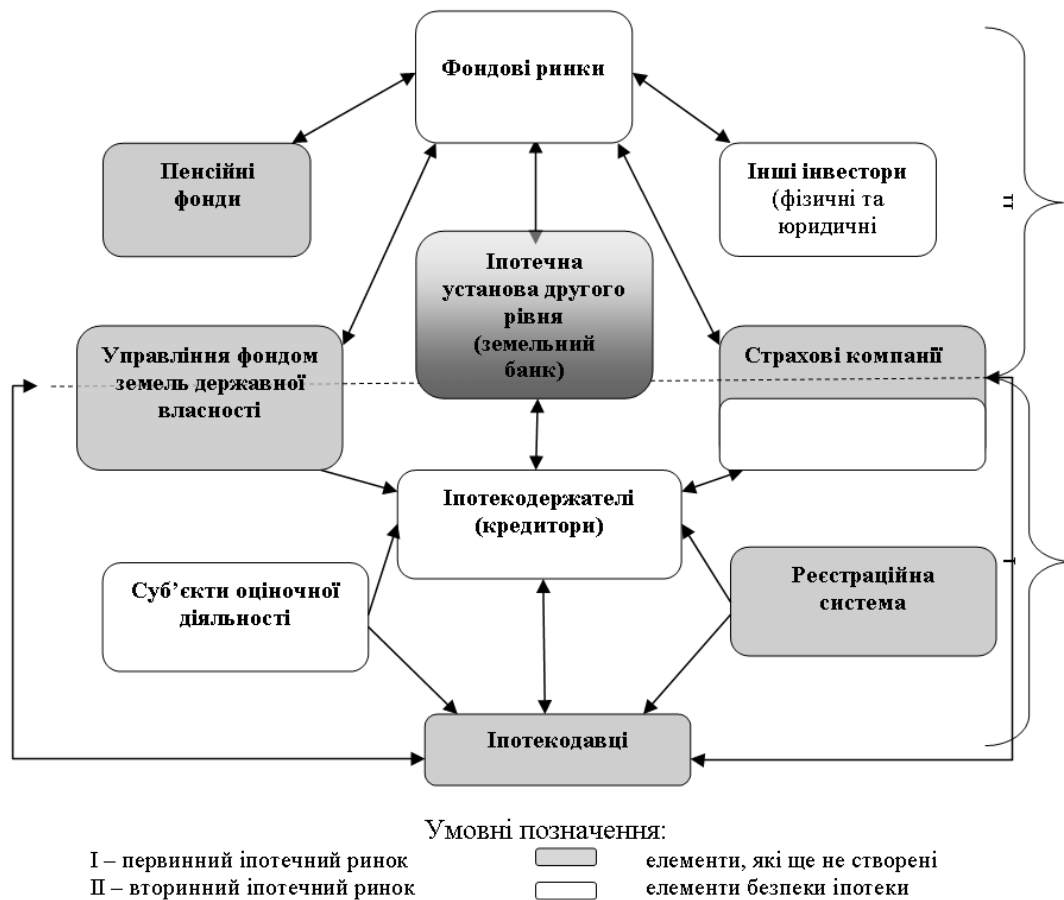 Фондові ринки
Пенсійні
фонди
Інші інвестори
(фізичні та
юридичні
II
Іпотечна
установа другого
рівня
(земельний
банк)
Управління фондом
земель державної
власності
Страхові компанії
Іпотекодержателі
(кредитори)
I
Суб’єкти оціночної
діяльності
Реєстраційна
система
Іпотекодавці
Умовні позначення:
І – первинний іпотечний ринок
елементи, які ще не створені
ІІ – вторинний іпотечний ринок
елементи безпеки іпотеки